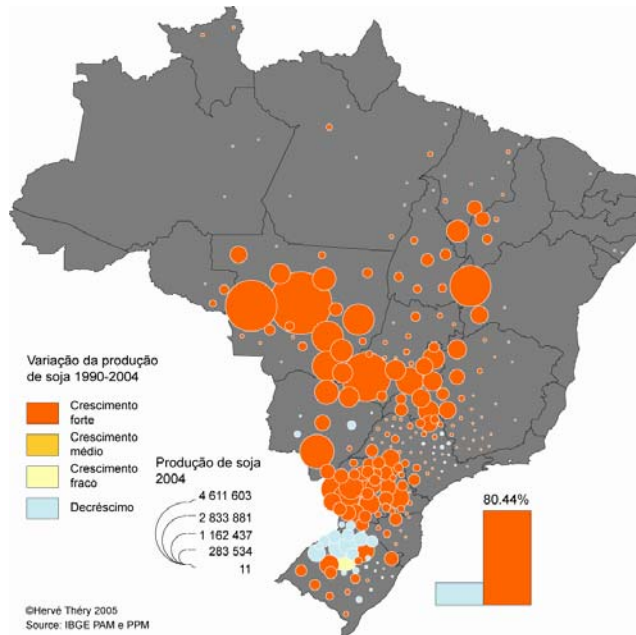 Variação da produção
de soja 1990-2004
Crescimento
forte
Crescimento
médio
Crescimento
fraco
Decréscimo
Produção de soja
2004
4 611 603
2 833 881
1 162 437
283 534
11
80.44%
©Hervé Théry 2005
Source: IBGE PAM e PPM